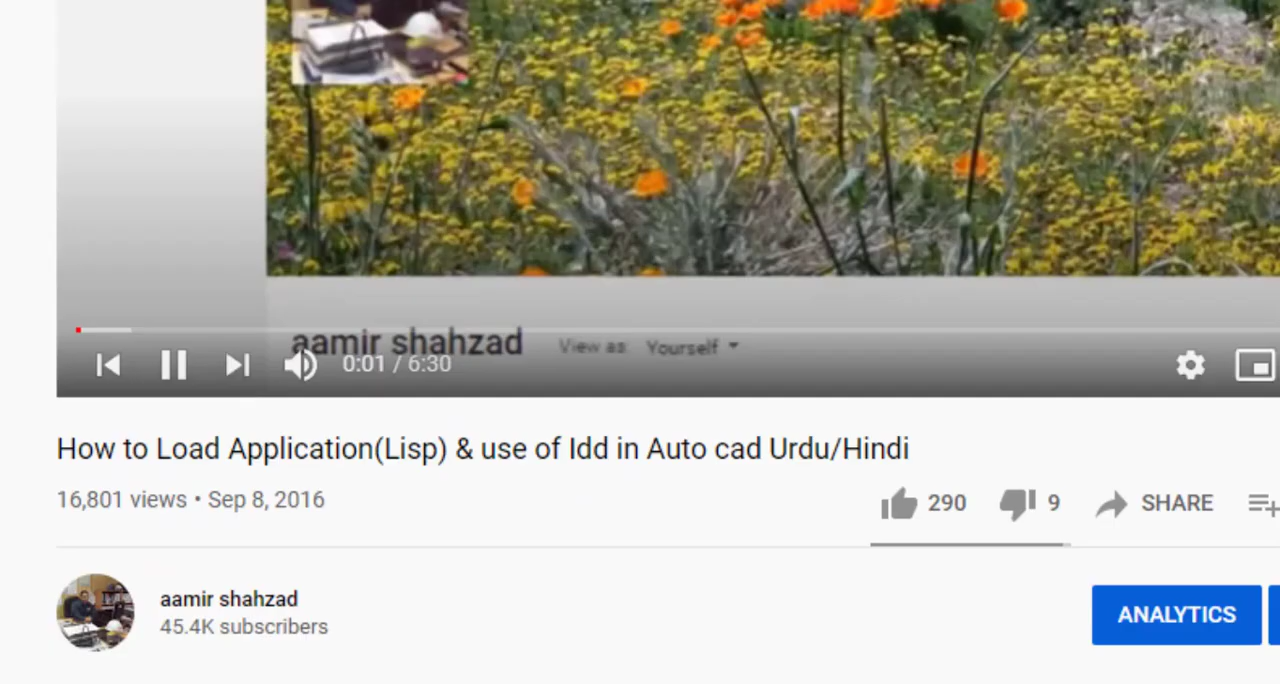 aamir shahzad View as: Yourself
0:01 / 6:30
How to Load Application(Lisp) & use of Idd in Auto cad Urdu/Hindi
16,801 views • Sep 8, 2016
290 9 SHARE
aamir shahzad
45.4K subscribers
ANALYTICS